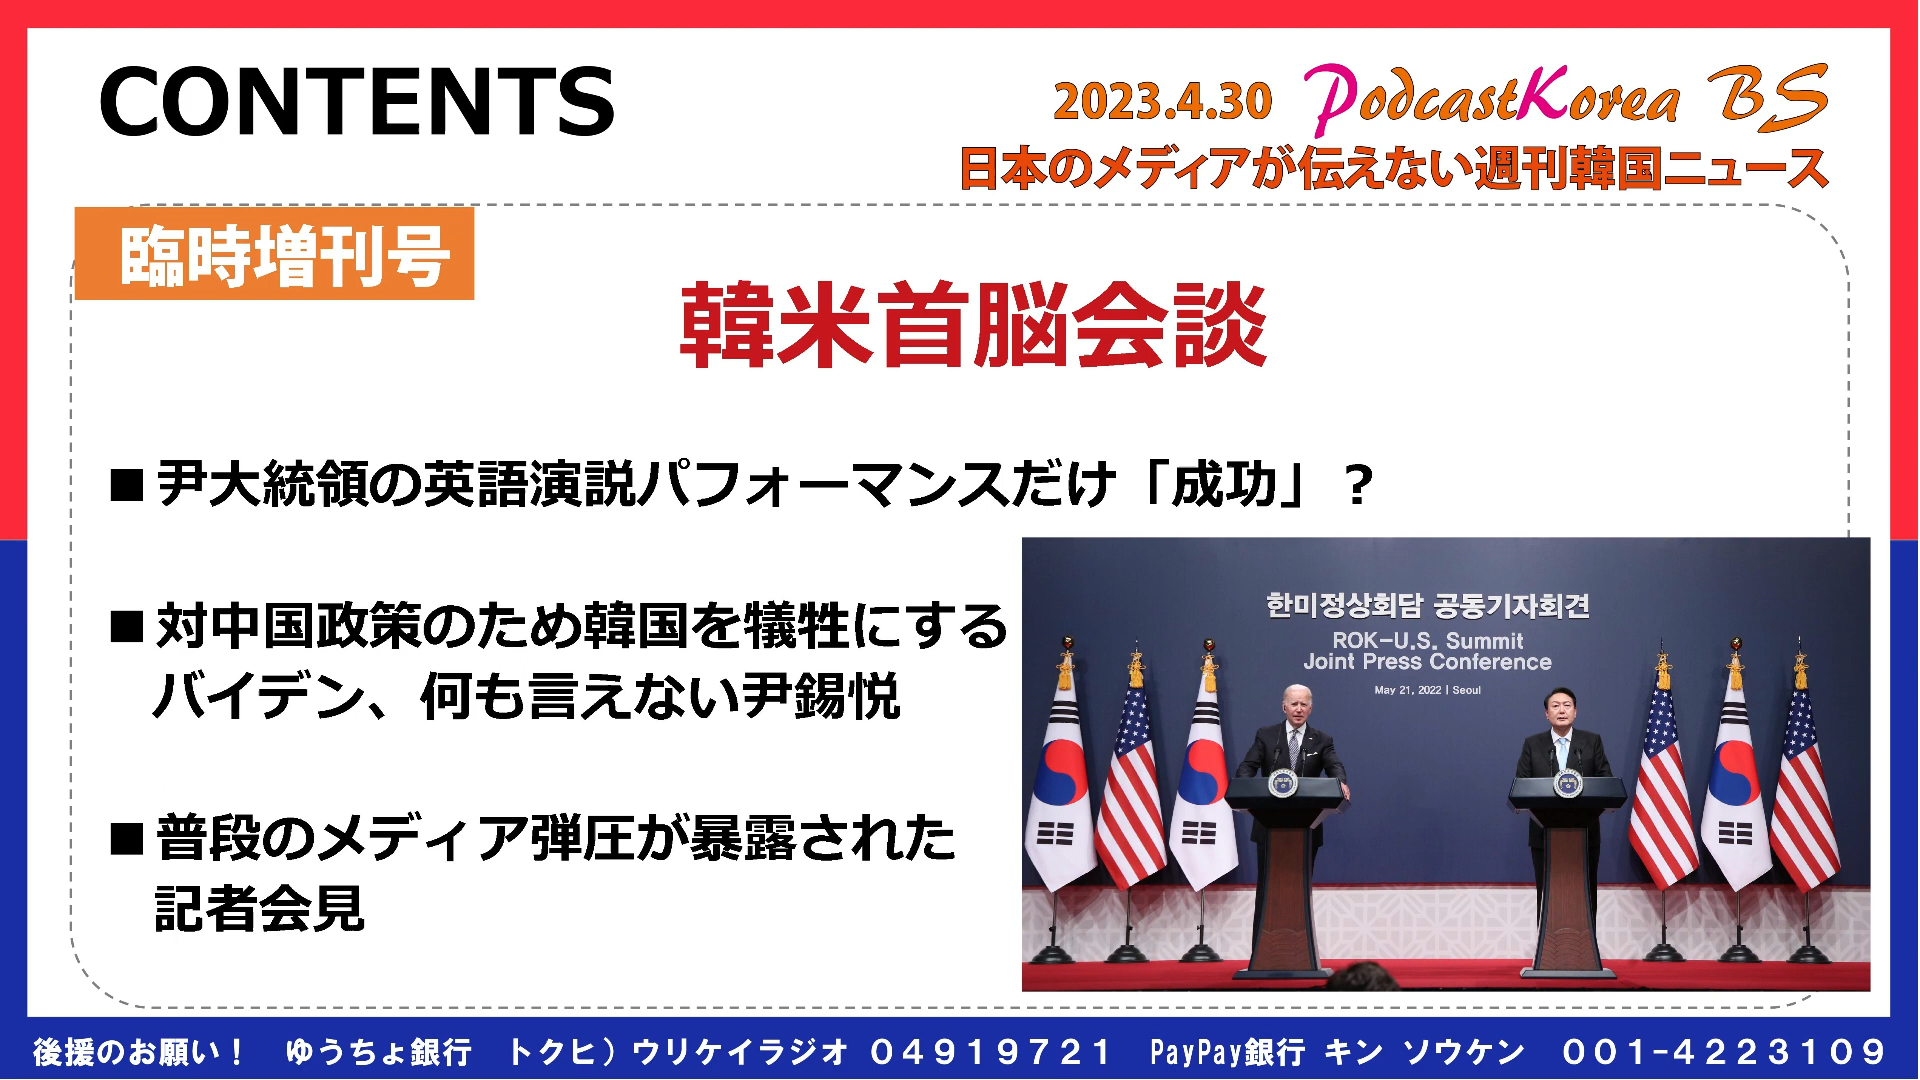 CONTENTS
2023.4.30 PodcastKorea BS
日本のメディアが伝えない週刊韓国ニュース
臨時増刊号
韓米首脳会談
■尹大統領の英語演説パフォーマンスだけ「成功」？
■対中国政策のため韓国を犠牲にする
バイデン、何も言えない尹錫悦
■普段のメディア弾圧が暴露された
記者会見
한미정상회담 공동기자회견
ROK-U.S. Summit
Joint Press Conference
May 21, 2022 | Seoul
後援のお願い！　ゆうちょ銀行　トクヒ）ウリケイラジオ ０４９１９７２１　PayPay銀行 キン ソウケン　００１-４２２３１０９